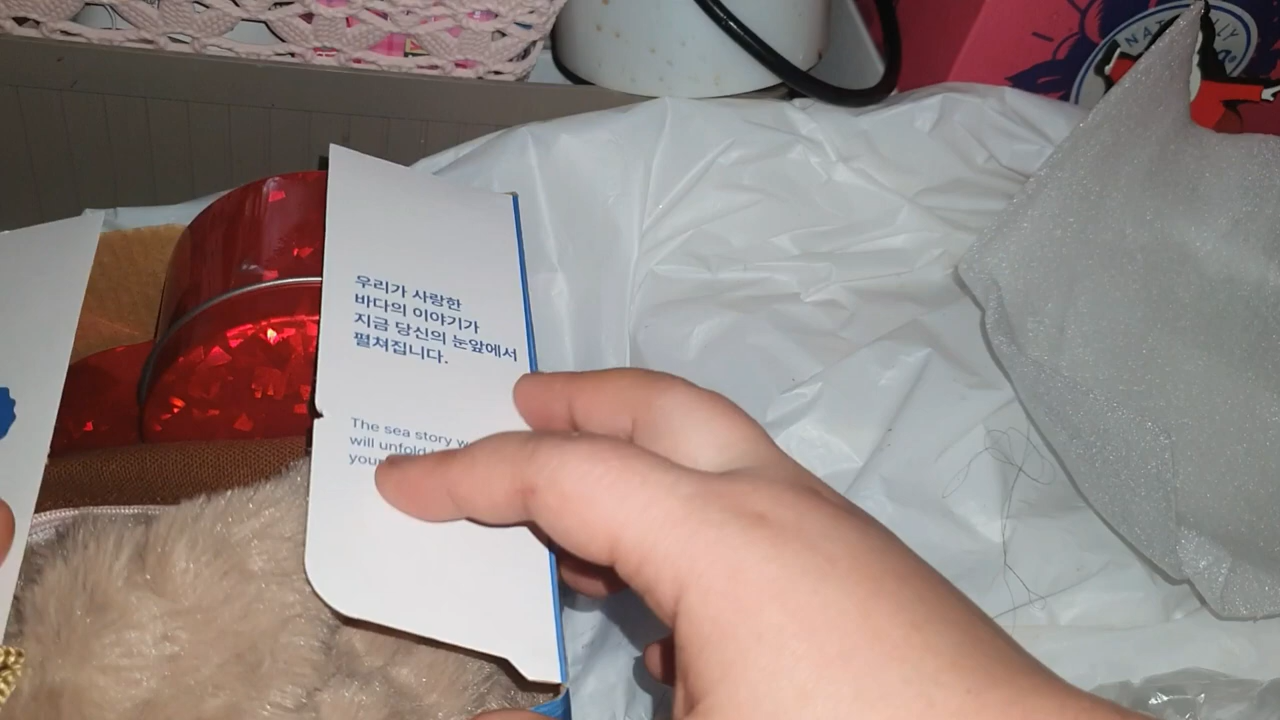 우리가 사랑한
바다의 이야기가
지금 당신의 눈앞에서
펼쳐집니다.
The sea story
will unfold